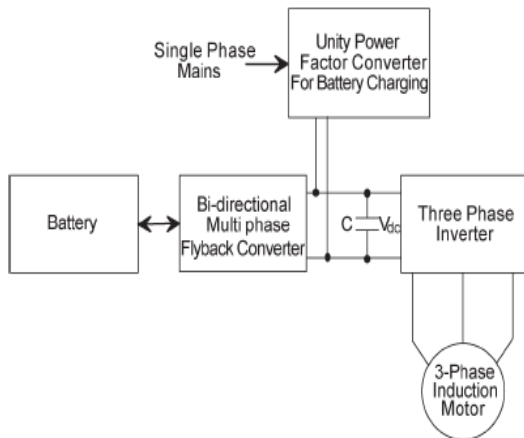 Single Phase
Mains
Unity Power
Factor Converter
For Battery Charging
Battery
Bi-directional
Multi phase
Flyback Converter
C
Vdc
Three Phase
Inverter
3-Phase
Induction
Motor